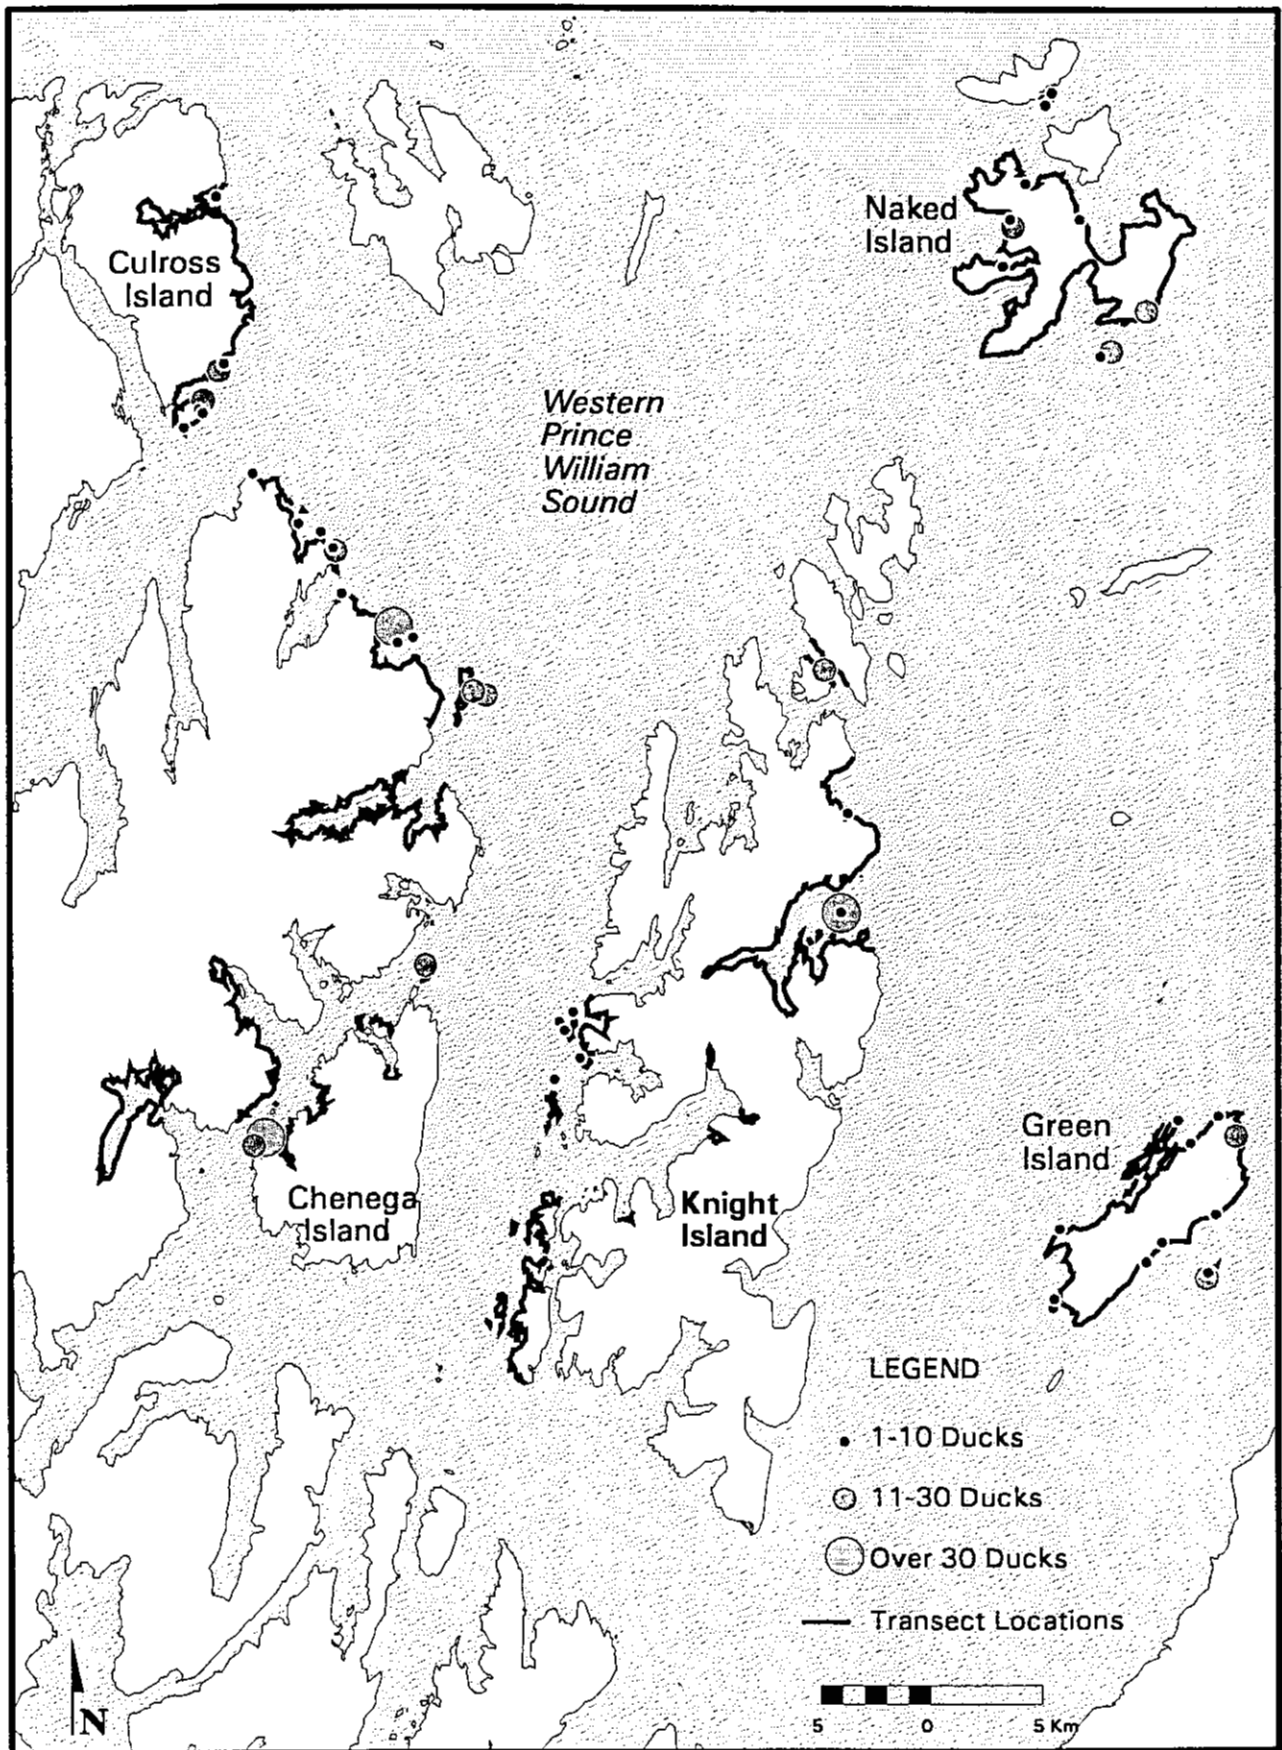 Naked
Island
Culross
Island
Western
Prince
William
Sound
Green
Island
Chenega
Island
Knight
Island
LEGEND
1-10 Ducks
11-30 Ducks
Over 30 Ducks
Transect Locations
N
5 0 5 Km